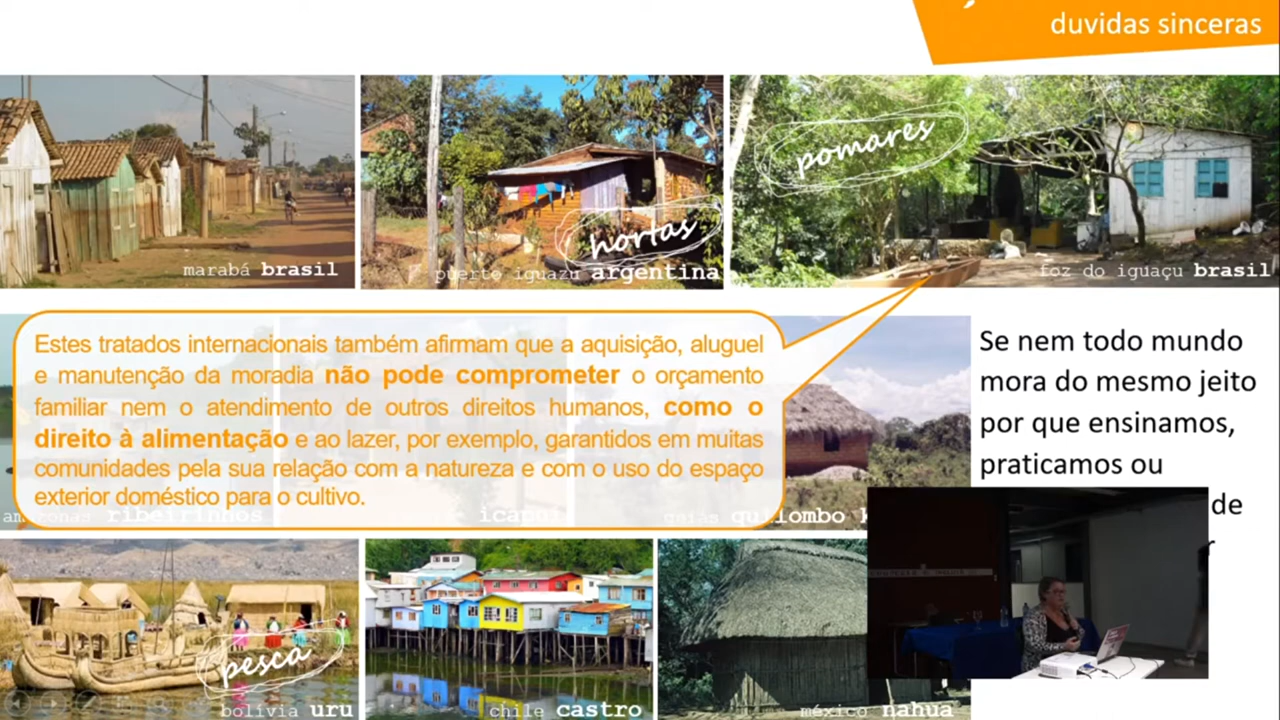 duvidas sinceras
pomares
hortas
marabá brasil
puerto iguazu argentina
foz do iguaçu brasil
Estes tratados internacionais também afirmam que a aquisição, aluguel
e manutenção da moradia não pode comprometer o orçamento
familiar nem o atendimento de outros direitos humanos, como o
direito à alimentação e ao lazer, por exemplo, garantidos em muitas
comunidades pela sua relação com a natureza e com o uso do espaço
exterior doméstico para o cultivo.
Se nem todo mundo
mora do mesmo jeito
por que ensinamos,
praticamos ou
de
amazonas ribeirinhos
icapuí
goiás quilombo k
pesca
bolívia uru
chile castro
méxico nahua